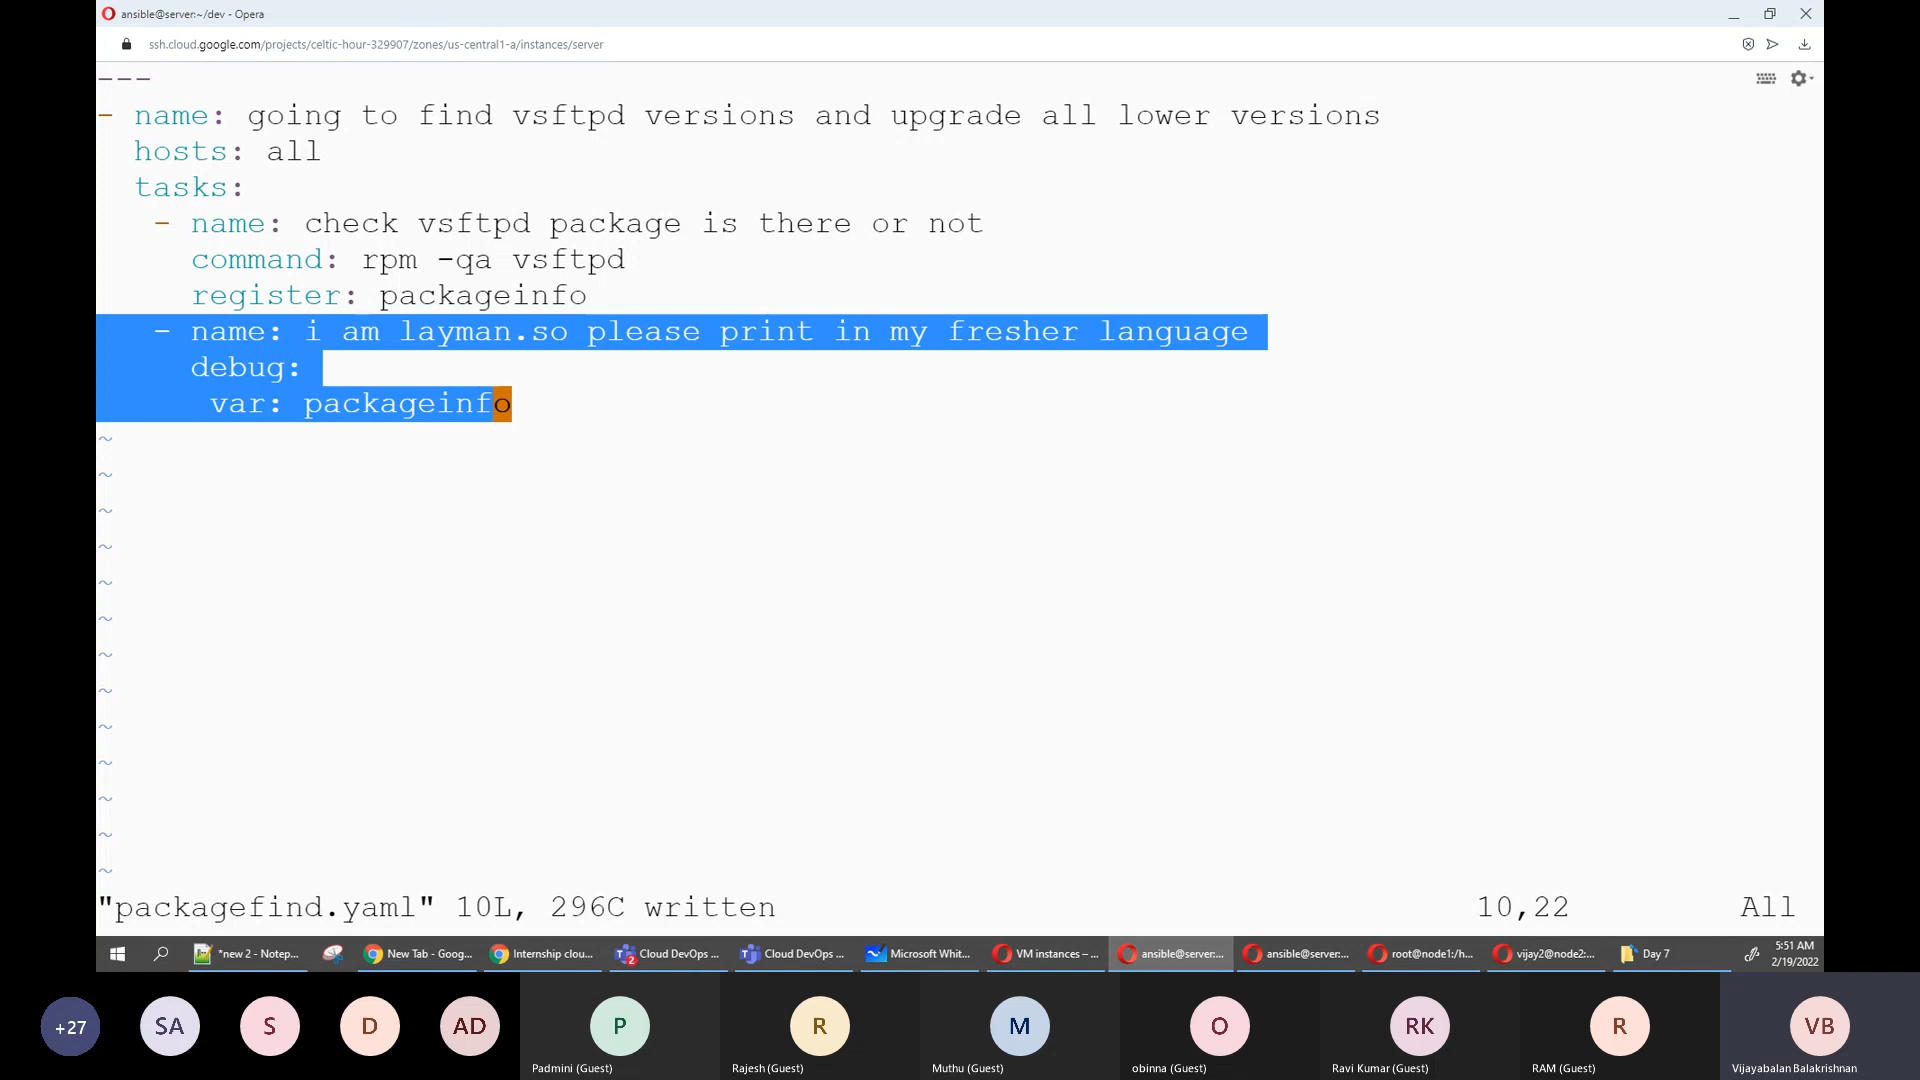 ansible@server:~/dev - Opera
ssh.cloud.google.com/projects/celtic-hour-329907/zones/us-central1-a/instances/server
---
- name: going to find vsftpd versions and upgrade all lower versions
  hosts: all
  tasks:
   - name: check vsftpd package is there or not
     command: rpm -qa vsftpd
     register: packageinfo
   - name: i am layman.so please print in my fresher language
     debug:
      var: packageinfo
~
~
~
~
~
~
~
~
~
~
~
~
~
"packagefind.yaml" 10L, 296C written 10,22 All
*new 2 - Notep... New Tab - Goog... Internship clou... 2 Cloud DevOps ... Cloud DevOps ... Microsoft Whit... VM instances – ... ansible@server:... ansible@server:... root@node1:/h... vijay2@node2:... Day 7 5:51 AM
2/19/2022
+27 SA S D AD P R M O RK R VB
Padmini (Guest) Rajesh (Guest) Muthu (Guest) obinna (Guest) Ravi Kumar (Guest) RAM (Guest) Vijayabalan Balakrishnan